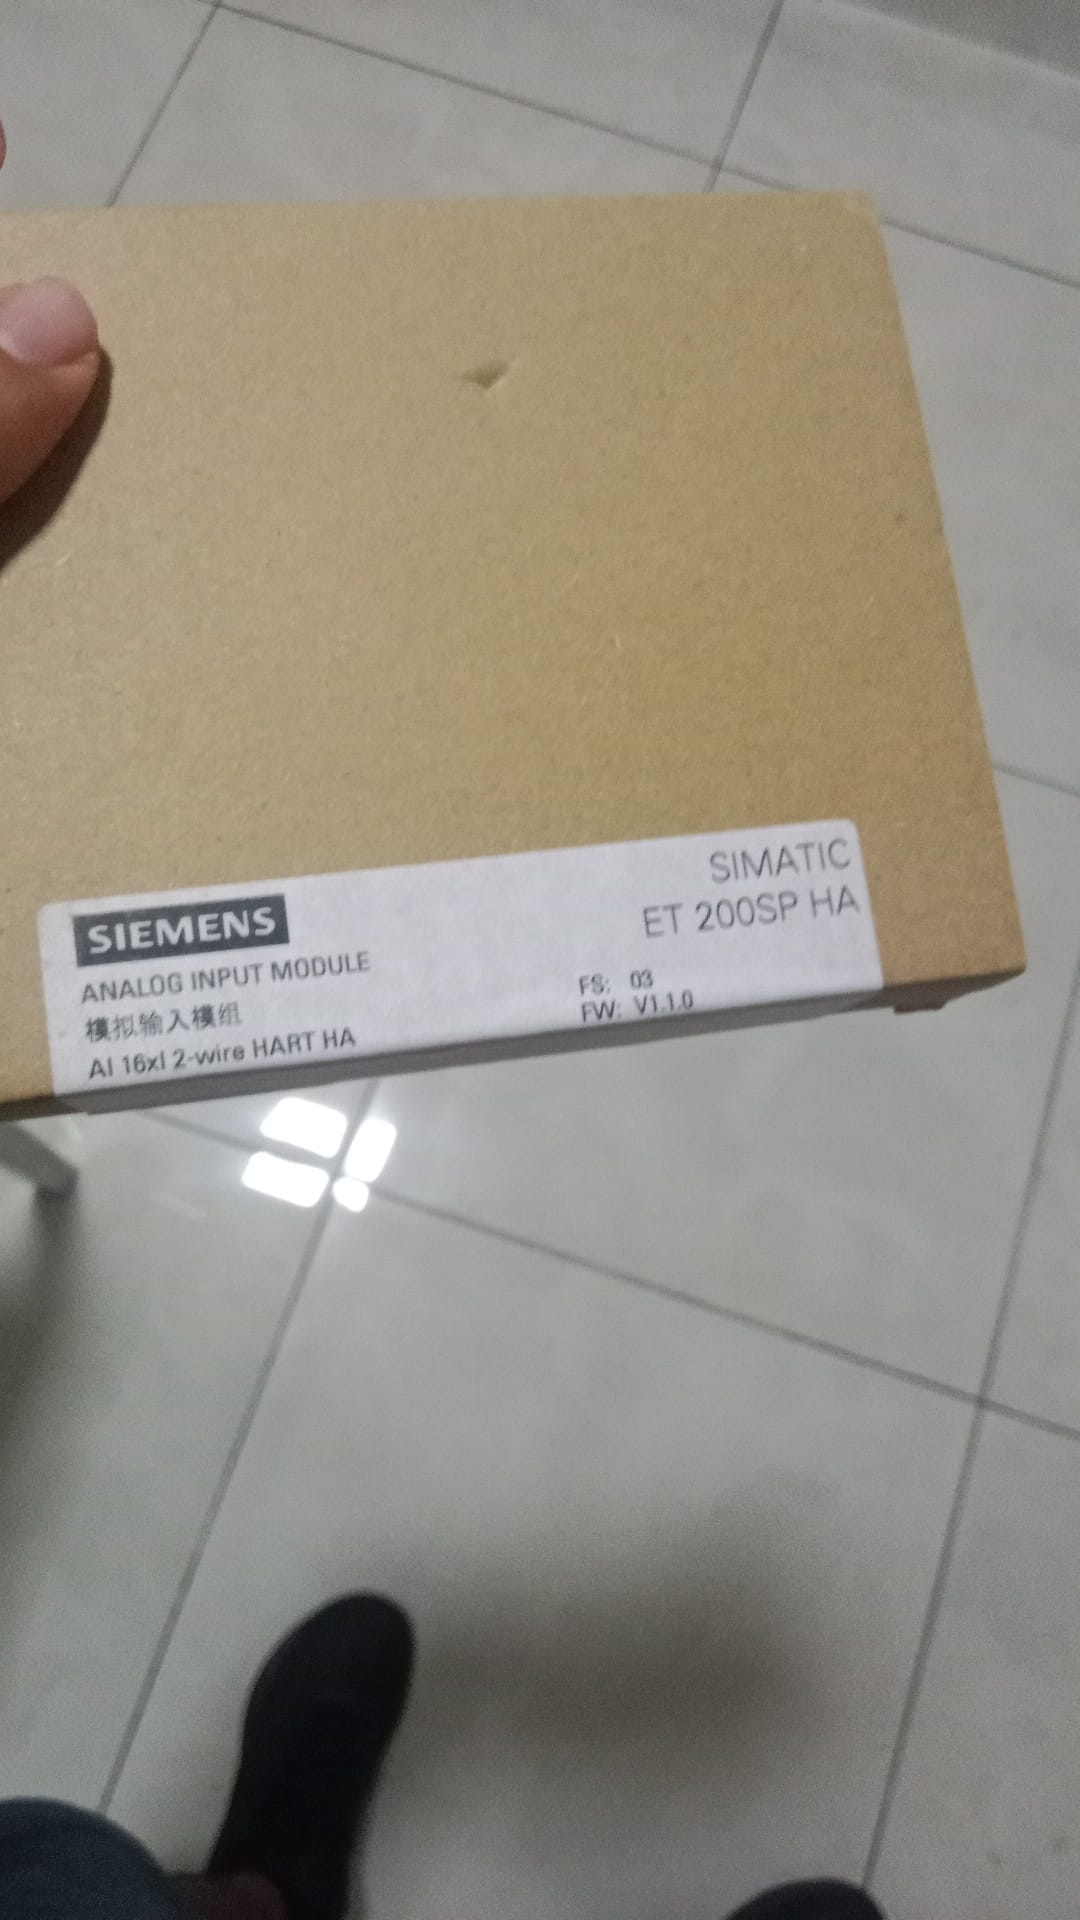 SIEMENS
SIMATIC
ET 200SP HA
ANALOG INPUT MODULE
模拟输入模组
AI 16xI 2-wire HART HA
FS: 03
FW: V1.1.0